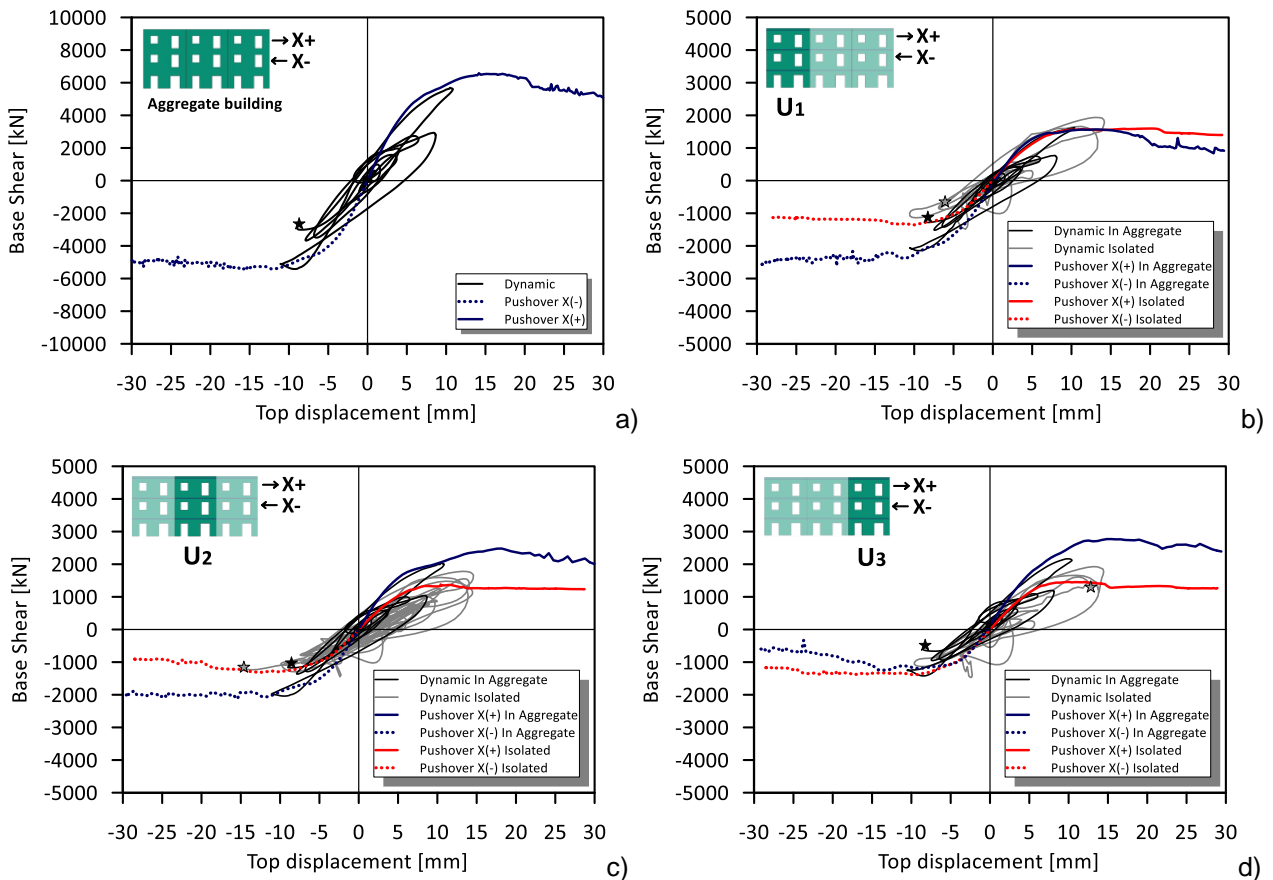 10000
8000
6000
4000
2000
0
-2000
-4000
-6000
-8000
-10000
Base Shear [kN]
→X+
←X-
Aggregate building
Dynamic
Pushover X(-)
Pushover X(+)
-30 -25 -20 -15 -10 -5 0 5 10 15 20 25 30
Top displacement [mm]
a)
5000
4000
3000
2000
1000
0
-1000
-2000
-3000
-4000
-5000
Base Shear [kN]
→X+
←X-
U1
Dynamic In Aggregate
Dynamic Isolated
Pushover X(+) In Aggregate
Pushover X(-) In Aggregate
Pushover X(+) Isolated
Pushover X(-) Isolated
-30 -25 -20 -15 -10 -5 0 5 10 15 20 25 30
Top displacement [mm]
b)
5000
4000
3000
2000
1000
0
-1000
-2000
-3000
-4000
-5000
Base Shear [kN]
→X+
←X-
U2
Dynamic In Aggregate
Dynamic Isolated
Pushover X(+) In Aggregate
Pushover X(-) In Aggregate
Pushover X(+) Isolated
Pushover X(-) Isolated
-30 -25 -20 -15 -10 -5 0 5 10 15 20 25 30
Top displacement [mm]
c)
5000
4000
3000
2000
1000
0
-1000
-2000
-3000
-4000
-5000
Base Shear [kN]
→X+
←X-
U3
Dynamic In Aggregate
Dynamic Isolated
Pushover X(+) In Aggregate
Pushover X(-) In Aggregate
Pushover X(+) Isolated
Pushover X(-) Isolated
-30 -25 -20 -15 -10 -5 0 5 10 15 20 25 30
Top displacement [mm]
d)